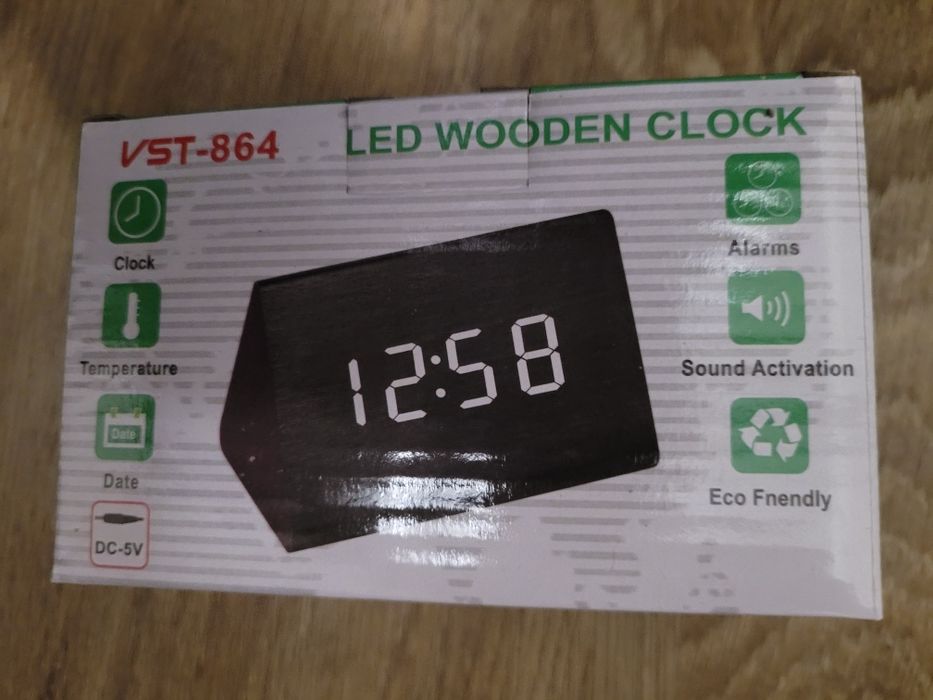 VST-864
LED WOODEN CLOCK
Clock
Temperature
Date
Date
DC-5V
12:58
Alarms
Sound Activation
Eco Fnendly